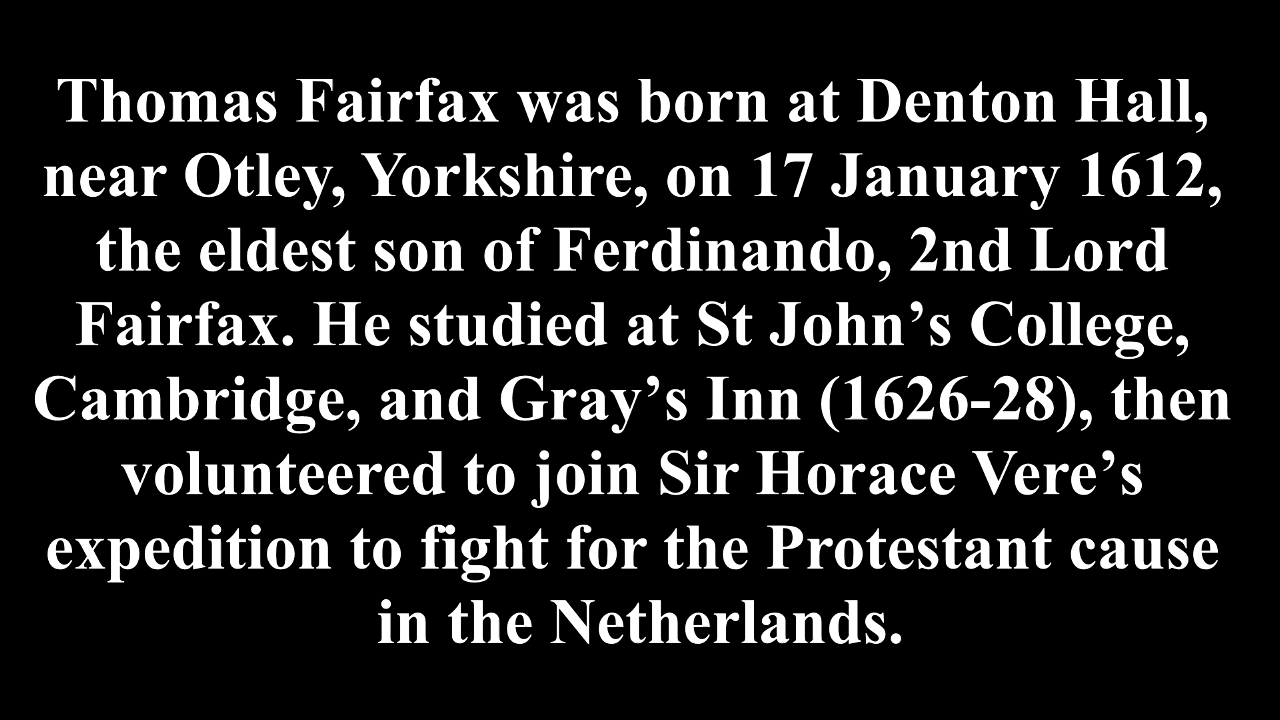 Thomas Fairfax was born at Denton Hall,
near Otley, Yorkshire, on 17 January 1612,
the eldest son of Ferdinando, 2nd Lord
Fairfax. He studied at St John’s College,
Cambridge, and Gray’s Inn (1626-28), then
volunteered to join Sir Horace Vere’s
expedition to fight for the Protestant cause
in the Netherlands.